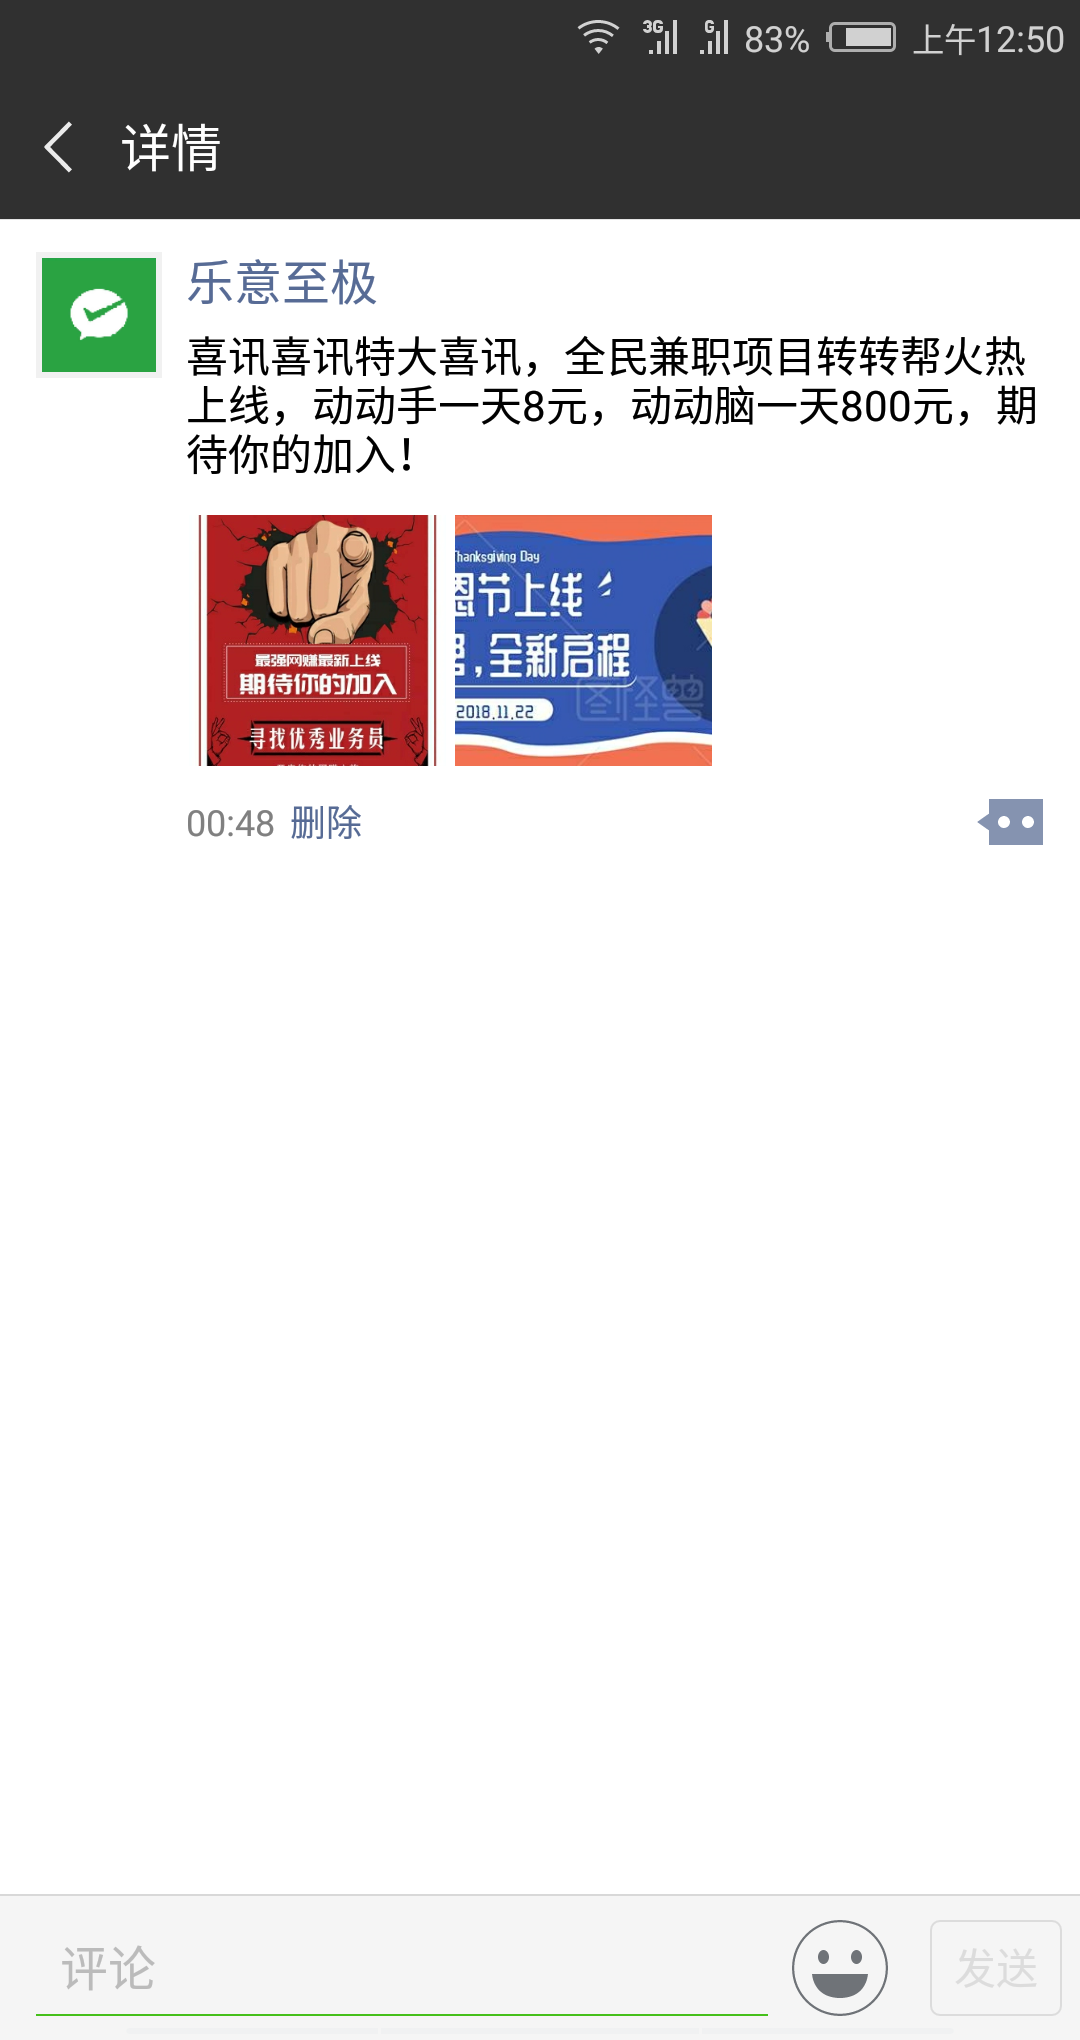 3G G 83% 上午12:50
详情
乐意至极
喜讯喜讯特大喜讯，全民兼职项目转转帮火热
上线，动动手一天8元，动动脑一天800元，期
待你的加入！
最强网赚最新上线
期待你的加入
寻找优秀业务员
Thanksgiving Day
恩节上线
,全新启程
2018.11.22
图怪兽
00:48 删除
评论
发送